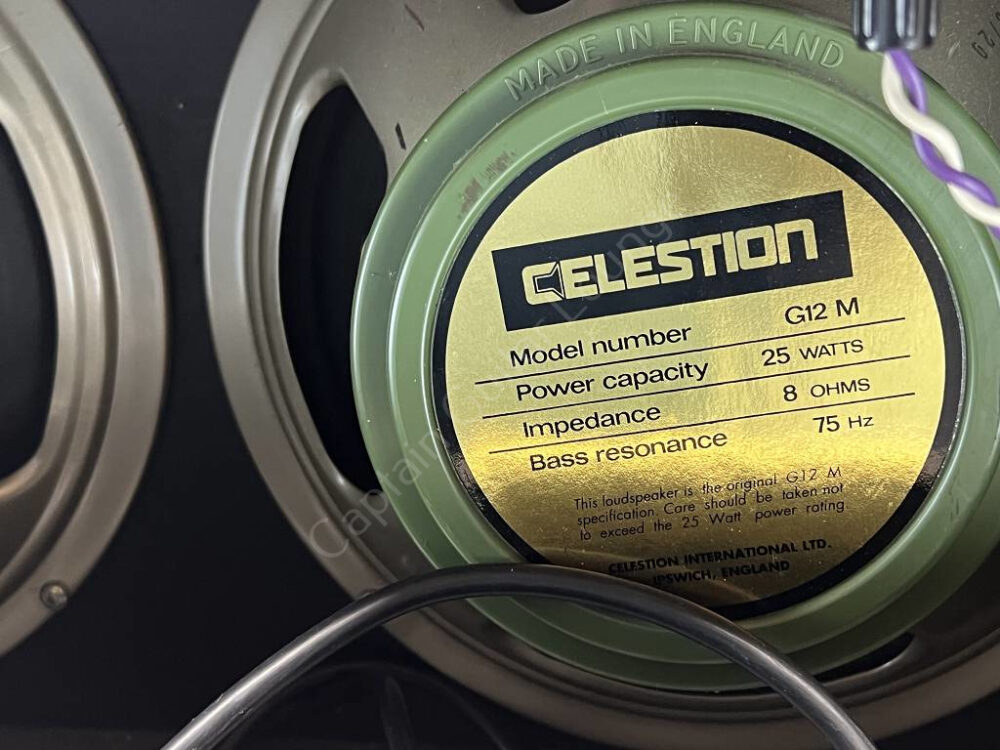 MADE IN ENGLAND
CELESTION
Model number G12 M
Power capacity 25 WATTS
Impedance 8 OHMS
Bass resonance 75 Hz
This loudspeaker is the original G12 M
specification. Care should be taken not
to exceed the 25 Watt power rating
CELESTION INTERNATIONAL LTD.
IPSWICH, ENGLAND